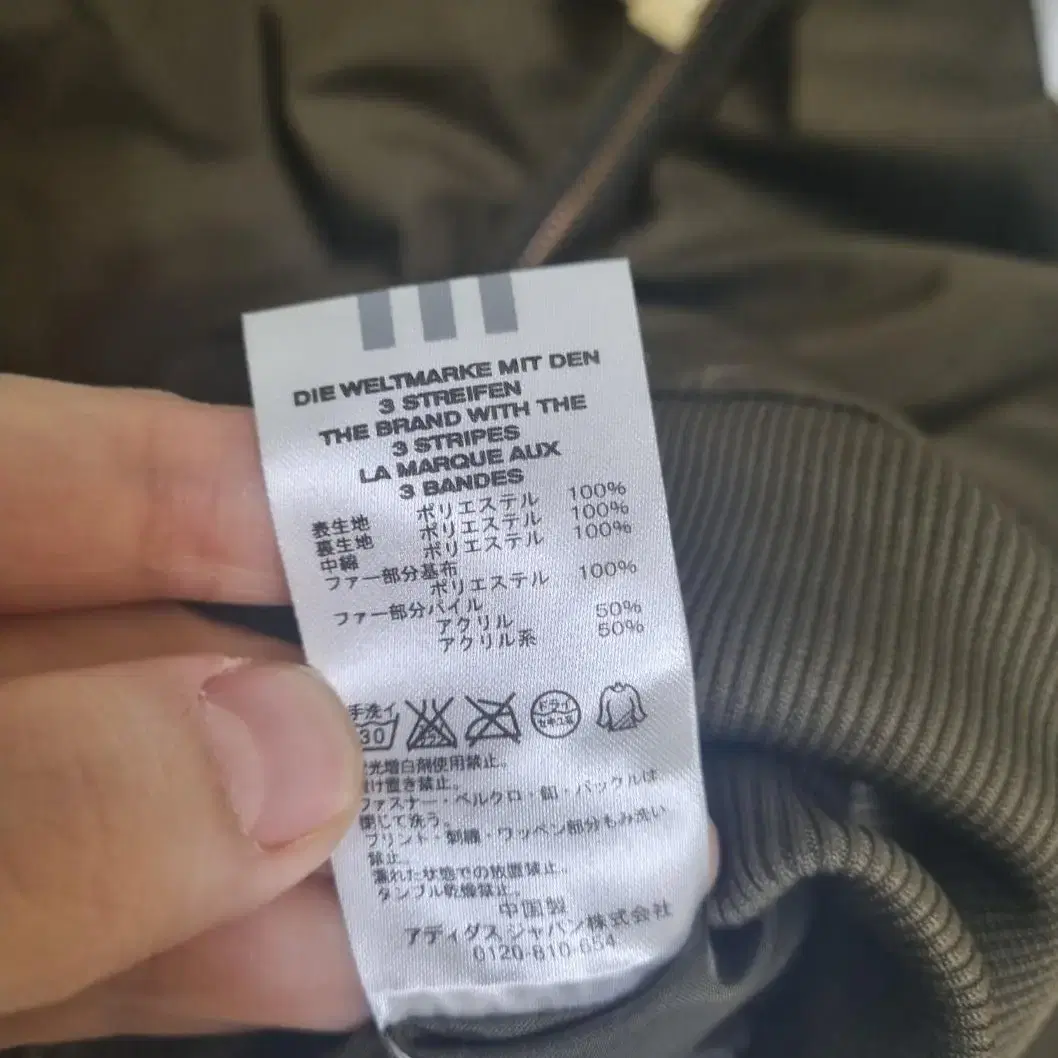 DIE WELTMARKE MIT DEN
3 STREIFEN
THE BRAND WITH THE
3 STRIPES
LA MARQUE AUX
3 BANDES
表生地 ポリエステル 100%
裏生地 ポリエステル 100%
中綿 ポリエステル 100%
ファー部分基布
ポリエステル 100%
ファー部分パイル
アクリル 50%
アクリル系 50%
手洗イ
30
ドライ
セキユ系
光増白剤使用禁止。
け置き禁止。
ファスナー・ベルクロ・釦・バックルは
閉じて洗う。
プリント・刺繍・ワッペン部分もみ洗い
禁止。
濡れた状態での放置禁止。
タンブル乾燥禁止。
中国製
アディダス ジャパン株式会社
0120-810-654